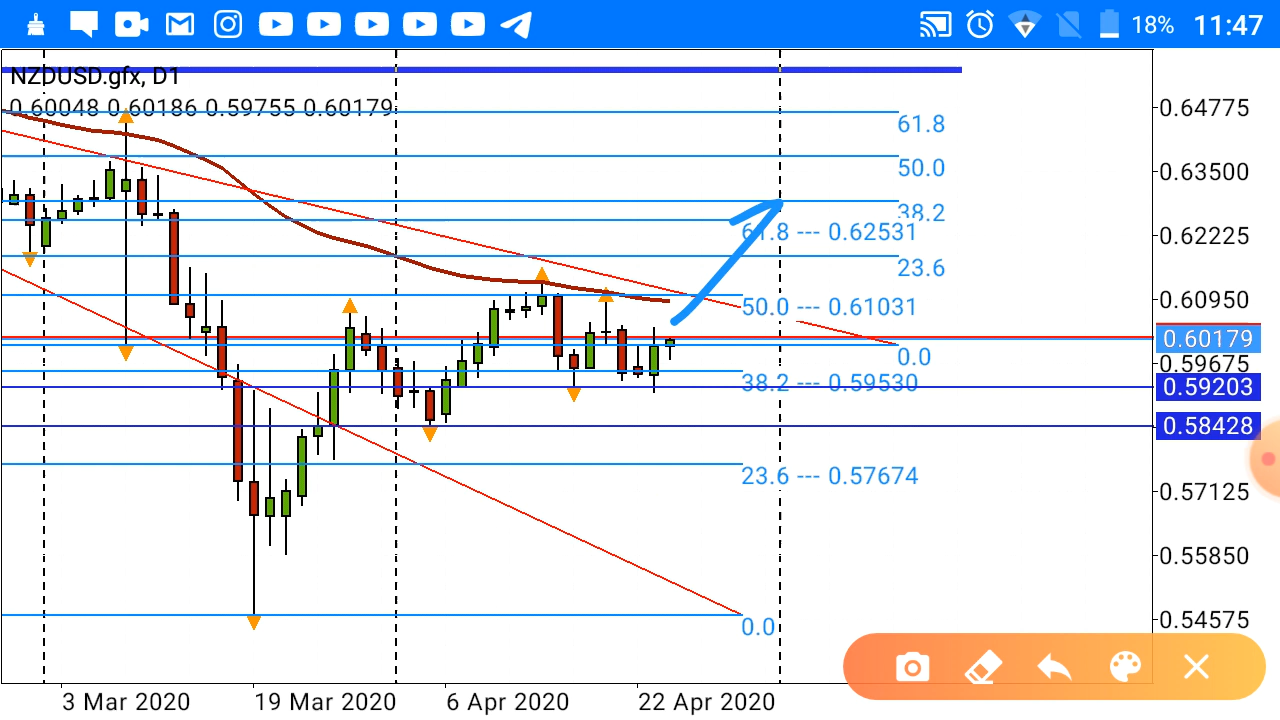 18% 11:47
NZDUSD.gfx, D1
0.60048 0.60186 0.59755 0.60179
0.64775
61.8
50.0
0.63500
38.2
61.8 --- 0.62531
0.62225
23.6
0.60950
50.0 --- 0.61031
0.60179
0.0
0.59675
38.2 --- 0.59530
0.59203
0.58428
23.6 --- 0.57674
0.57125
0.55850
0.54575
0.0
3 Mar 2020
19 Mar 2020
6 Apr 2020
22 Apr 2020